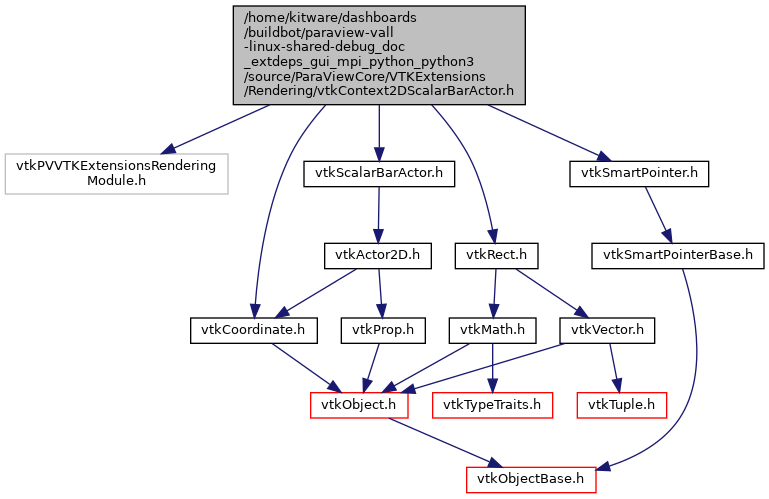 /home/kitware/dashboards
/buildbot/paraview-vall
-linux-shared-debug_doc
_extdeps_gui_mpi_python_python3
/source/ParaViewCore/VTKExtensions
/Rendering/vtkContext2DScalarBarActor.h
vtkPVVTKExtensionsRendering
Module.h
vtkScalarBarActor.h
vtkSmartPointer.h
vtkActor2D.h
vtkRect.h
vtkSmartPointerBase.h
vtkCoordinate.h
vtkProp.h
vtkMath.h
vtkVector.h
vtkObject.h
vtkTypeTraits.h
vtkTuple.h
vtkObjectBase.h